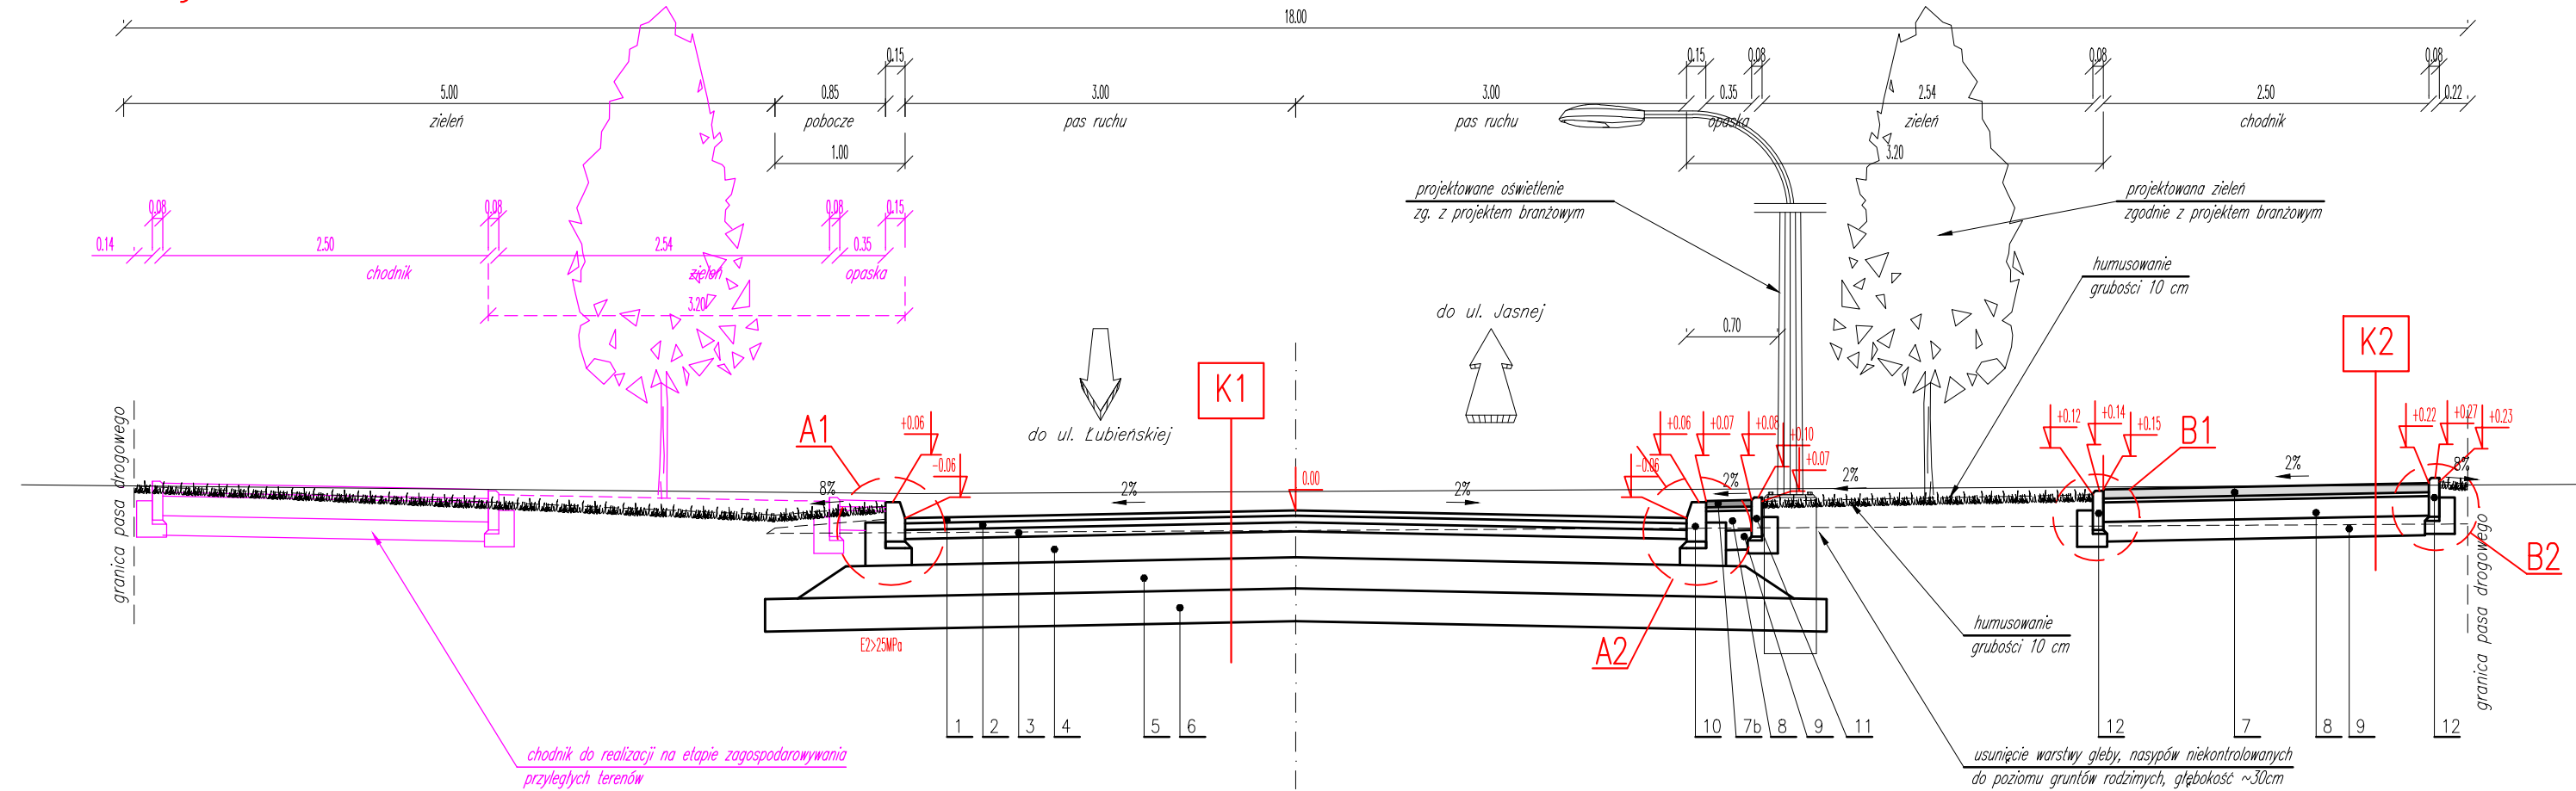 18.00
0.15
0.15
0.08
0.08
0.08
5.00
0.85
3.00
3.00
0.35
2.54
2.50
0.22
zieleń
pobocze
pas ruchu
pas ruchu
opaska
zieleń
chodnik
1.00
3.20
projektowane oświetlenie
zg. z projektem branżowym
projektowana zieleń
zgodnie z projektem branżowym
0.08
0.08
0.08
0.15
0.14
2.50
2.54
0.35
chodnik
zieleń
opaska
3.20
humusowanie
grubości 10 cm
do ul. Jasnej
0.70
K1
K2
do ul. Łubieńskiej
granica pasa drogowego
A1
+0.06
-0.06
0.00
+0.06
+0.07
+0.08
+0.10
-0.06
+0.07
+0.12
+0.14
+0.15
B1
+0.22
+0.27
+0.23
8%
2%
2%
2%
2%
2%
8%
B2
granica pasa drogowego
E2>25MPa
A2
humusowanie
grubości 10 cm
1
2
3
4
5
6
10
7b
8
9
11
12
7
8
9
12
chodnik do realizacji na etapie zagospodarowywania
przyległych terenów
usunięcie warstwy gleby, nasypów niekontrolowanych
do poziomu gruntów rodzimych, głębokość ~30cm